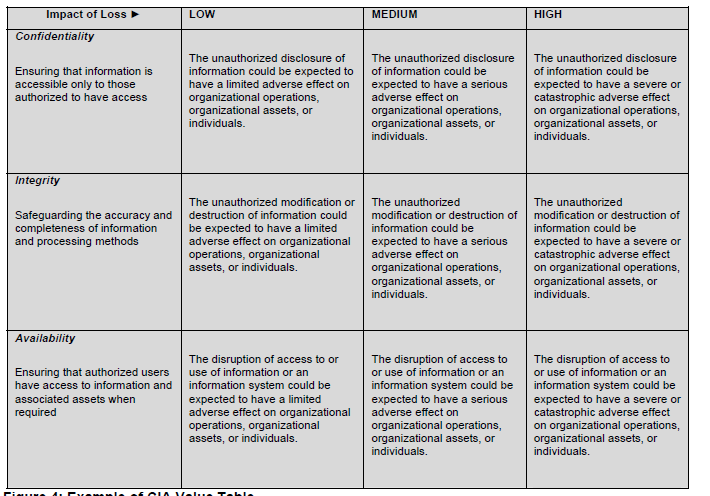 Impact of Loss ► LOW MEDIUM HIGH
Confidentiality
Ensuring that information is
accessible only to those
authorized to have access
The unauthorized disclosure of
information could be expected to
have a limited adverse effect on
organizational operations,
organizational assets, or
individuals.
The unauthorized disclosure
of information could be
expected to have a serious
adverse effect on
organizational operations,
organizational assets, or
individuals.
The unauthorized disclosure
of information could be
expected to have a severe or
catastrophic adverse effect
on organizational operations,
organizational assets, or
individuals.
Integrity
Safeguarding the accuracy and
completeness of information
and processing methods
The unauthorized modification or
destruction of information could
be expected to have a limited
adverse effect on organizational
operations, organizational
assets, or individuals.
The unauthorized
modification or destruction of
information could be
expected to have a serious
adverse effect on
organizational operations,
organizational assets, or
individuals.
The unauthorized
modification or destruction of
information could be
expected to have a severe or
catastrophic adverse effect
on organizational operations,
organizational assets, or
individuals.
Availability
Ensuring that authorized users
have access to information and
associated assets when
required
The disruption of access to or
use of information or an
information system could be
expected to have a limited
adverse effect on organizational
operations, organizational
assets, or individuals.
The disruption of access to
or use of information or an
information system could be
expected to have a serious
adverse effect on
organizational operations,
organizational assets, or
individuals.
The disruption of access to
or use of information or an
information system could be
expected to have a severe or
catastrophic adverse effect
on organizational operations,
organizational assets, or
individuals.
Figure 4: Example of CIA Value Table